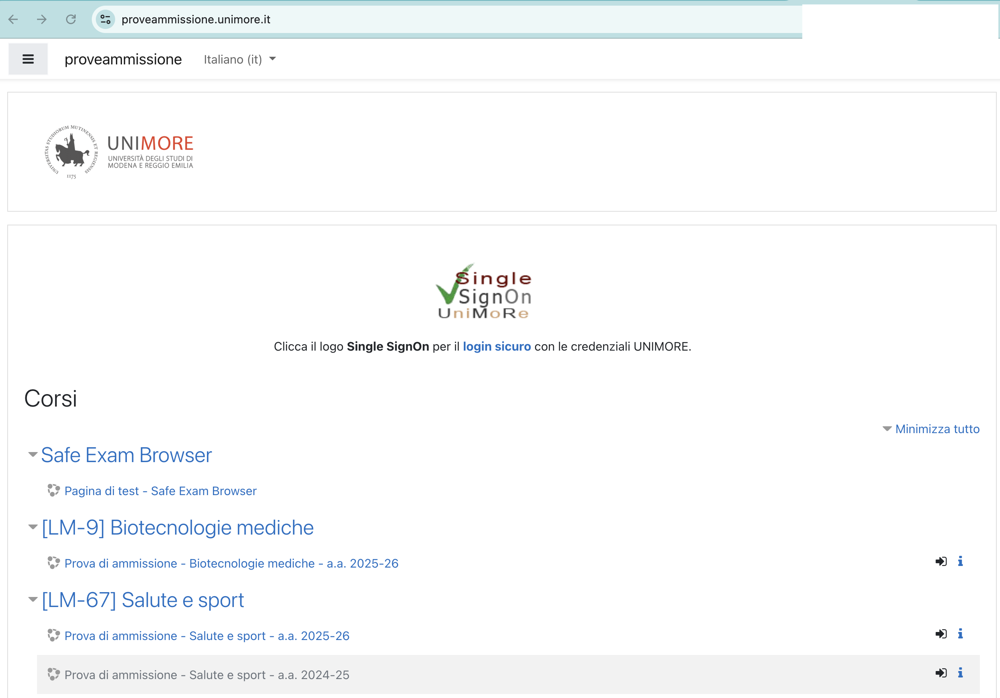 proveammissione.unimore.it
proveammissione Italiano (it)
UNIVERSITAS STUDIORUM MUTINENSIS ET REGIENSIS
1175
UNIMORE
UNIVERSITÀ DEGLI STUDI DI
MODENA E REGGIO EMILIA
Single
SignOn
UniMoRe
Clicca il logo Single SignOn per il login sicuro con le credenziali UNIMORE.
Corsi
Minimizza tutto
Safe Exam Browser
Pagina di test - Safe Exam Browser
[LM-9] Biotecnologie mediche
Prova di ammissione - Biotecnologie mediche - a.a. 2025-26
[LM-67] Salute e sport
Prova di ammissione - Salute e sport - a.a. 2025-26
Prova di ammissione - Salute e sport - a.a. 2024-25